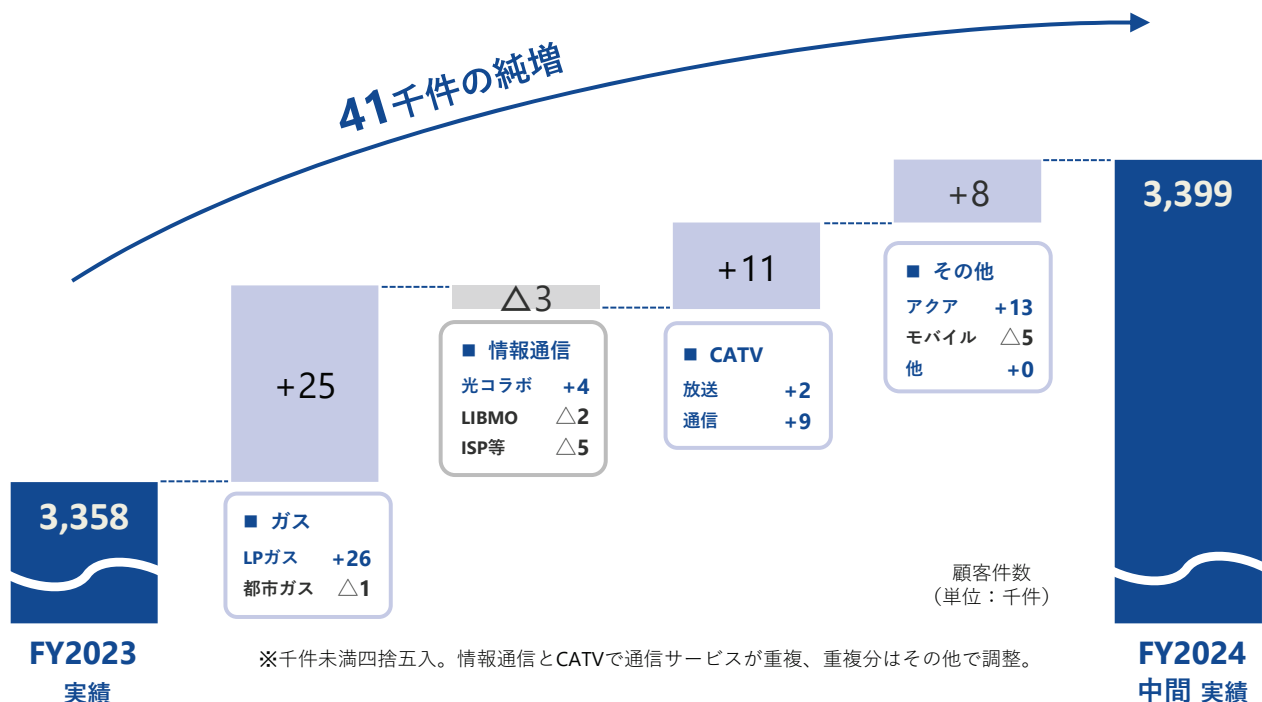 41千件の純増
3,358
FY2023
実績
+25
■ ガス
LPガス +26
都市ガス △1
△3
■ 情報通信
光コラボ +4
LIBMO △2
ISP等 △5
+11
■ CATV
放送 +2
通信 +9
+8
■ その他
アクア +13
モバイル △5
他 +0
3,399
FY2024
中間 実績
顧客件数
（単位：千件）
※千件未満四捨五入。情報通信とCATVで通信サービスが重複、重複分はその他で調整。